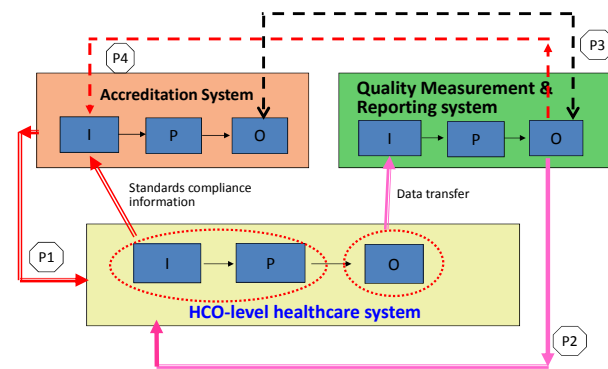 P4
P3
Accreditation System
Quality Measurement &
Reporting system
I
P
O
I
P
O
Standards compliance
information
Data transfer
P1
I
P
O
HCO-level healthcare system
P2